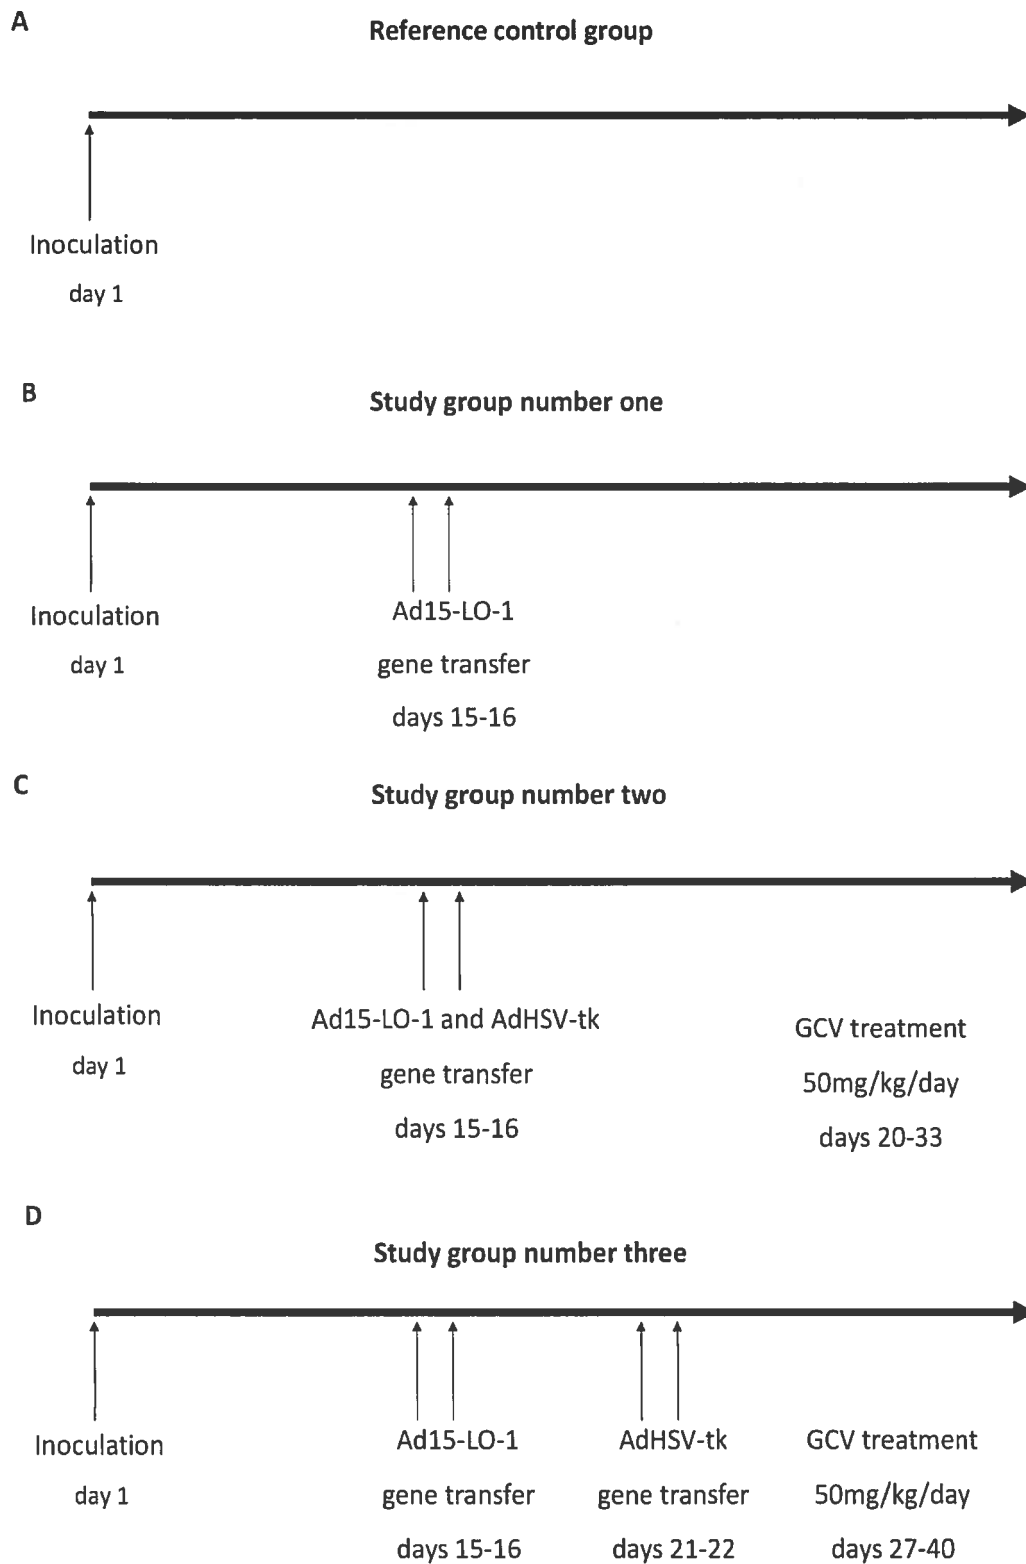 A
Reference control group
Inoculation
day 1
B
Study group number one
Inoculation
day 1
Ad15-LO-1
gene transfer
days 15-16
C
Study group number two
Inoculation
day 1
Ad15-LO-1 and AdHSV-tk
gene transfer
days 15-16
GCV treatment
50mg/kg/day
days 20-33
D
Study group number three
Inoculation
day 1
Ad15-LO-1
gene transfer
days 15-16
AdHSV-tk
gene transfer
days 21-22
GCV treatment
50mg/kg/day
days 27-40